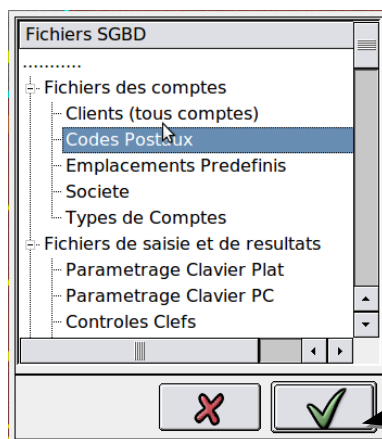 Fichiers SGBD
...........
Fichiers des comptes
Clients (tous comptes)
Codes Postaux
Emplacements Predefinis
Societe
Types de Comptes
Fichiers de saisie et de resultats
Parametrage Clavier Plat
Parametrage Clavier PC
Controles Clefs